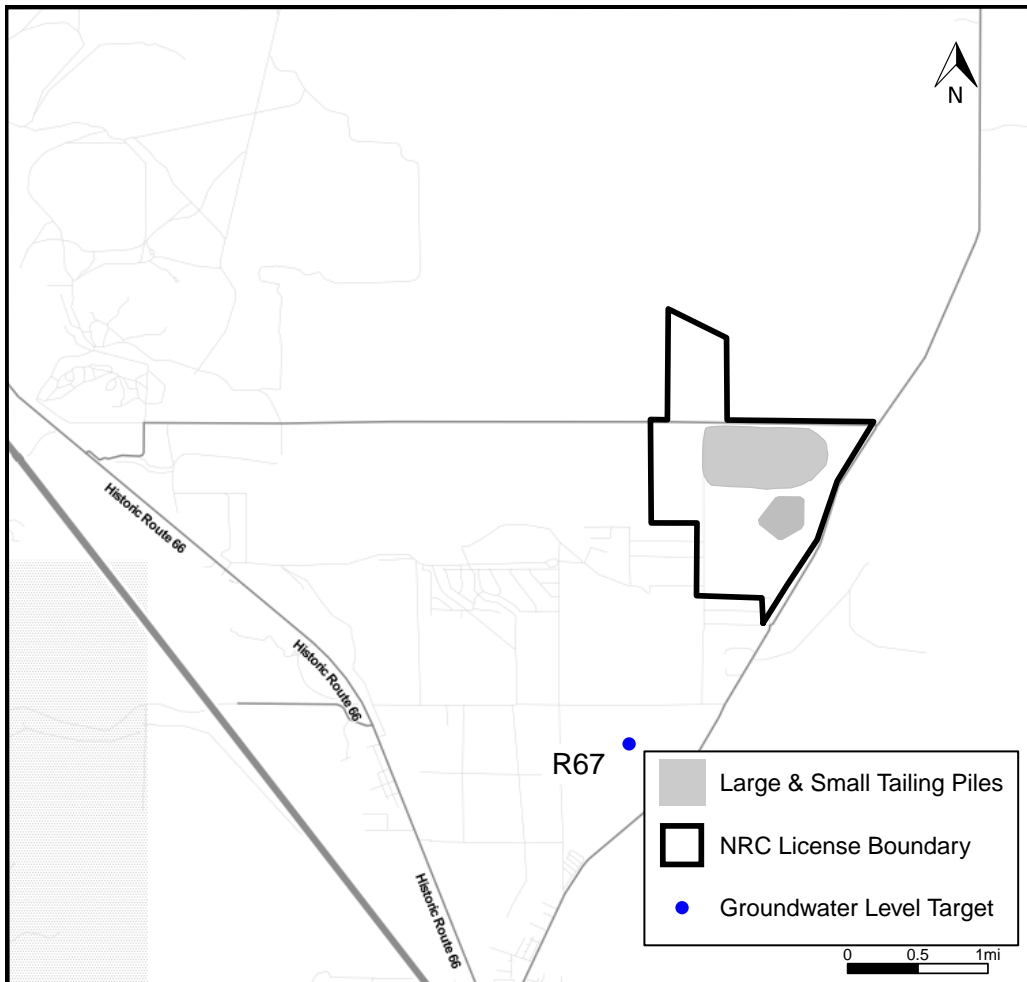 N
Historic Route 66
Historic Route 66
R67
Historic Route 66
Large & Small Tailing Piles
NRC License Boundary
Groundwater Level Target
0 0.5 1mi